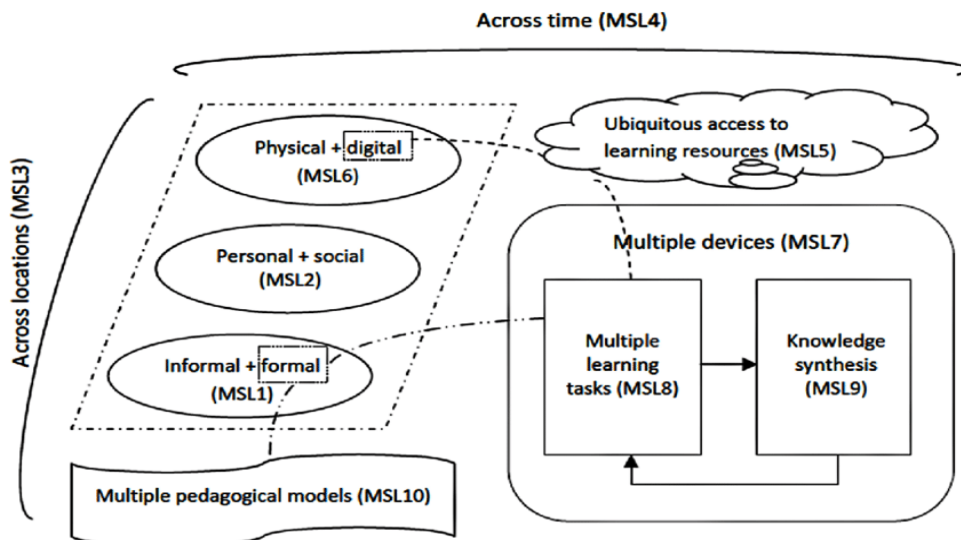 Across time (MSL4)
Across locations (MSL3)
Physical + digital
(MSL6)
Ubiquitous access to
learning resources (MSL5)
Personal + social
(MSL2)
Informal + formal
(MSL1)
Multiple devices (MSL7)
Multiple
learning
tasks (MSL8)
Knowledge
synthesis
(MSL9)
Multiple pedagogical models (MSL10)